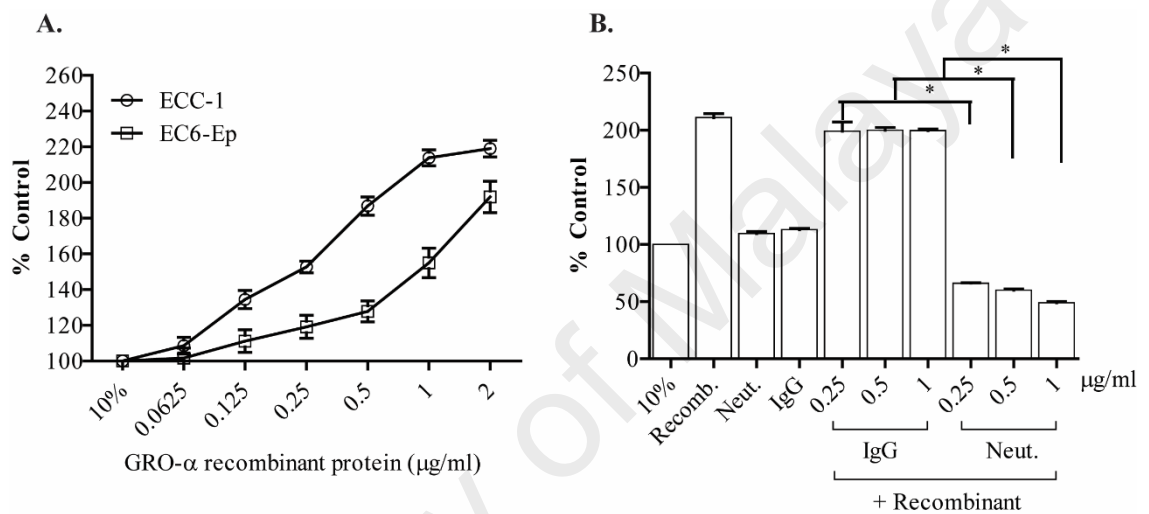 A.
260
240
220
200
180
160
140
120
100
% Control
ECC-1
EC6-Ep
10%
0.0625
0.125
0.25
0.5
1
2
GRO-α recombinant protein (μg/ml)
B.
250
200
150
100
50
0
% Control
*
*
*
10%
Recomb.
Neut.
IgG
0.25
0.5
1
0.25
0.5
1
μg/ml
IgG
Neut.
+ Recombinant
of Malaya